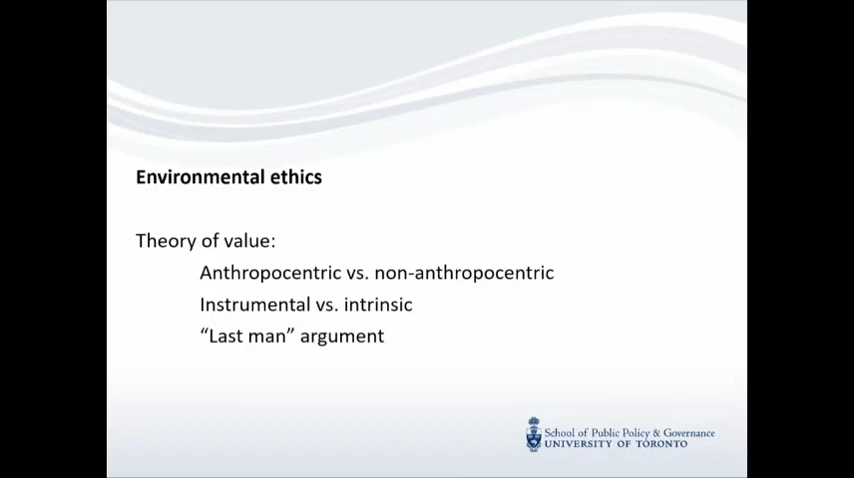 Environmental ethics
Theory of value:
Anthropocentric vs. non-anthropocentric
Instrumental vs. intrinsic
“Last man” argument
School of Public Policy & Governance
UNIVERSITY OF TORONTO